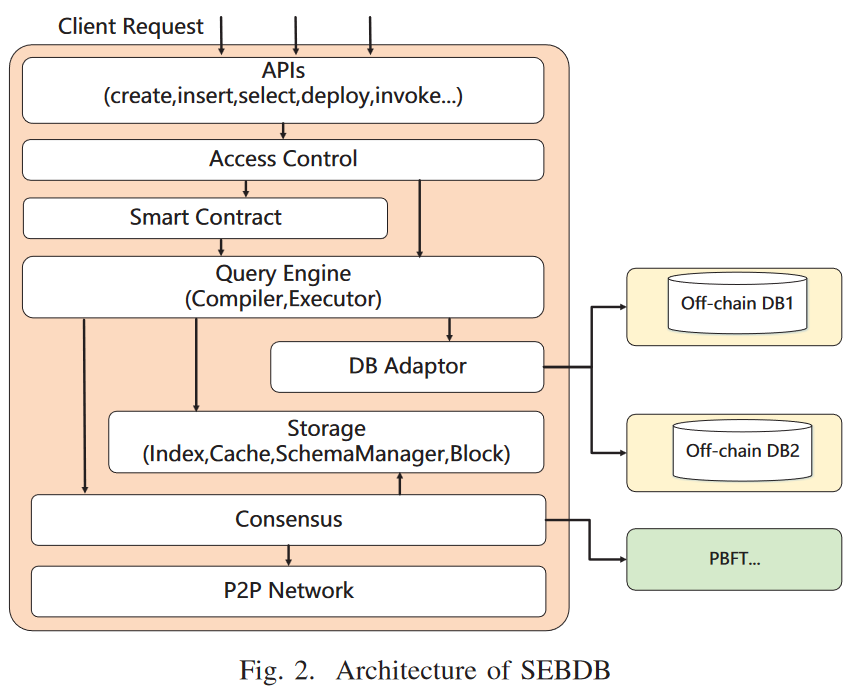 Client Request
APIs
(create,insert,select,deploy,invoke...)
Access Control
Smart Contract
Query Engine
(Compiler,Executor)
Off-chain DB1
DB Adaptor
Storage
(Index,Cache,SchemaManager,Block)
Off-chain DB2
Consensus
PBFT...
P2P Network
Fig. 2. Architecture of SEBDB